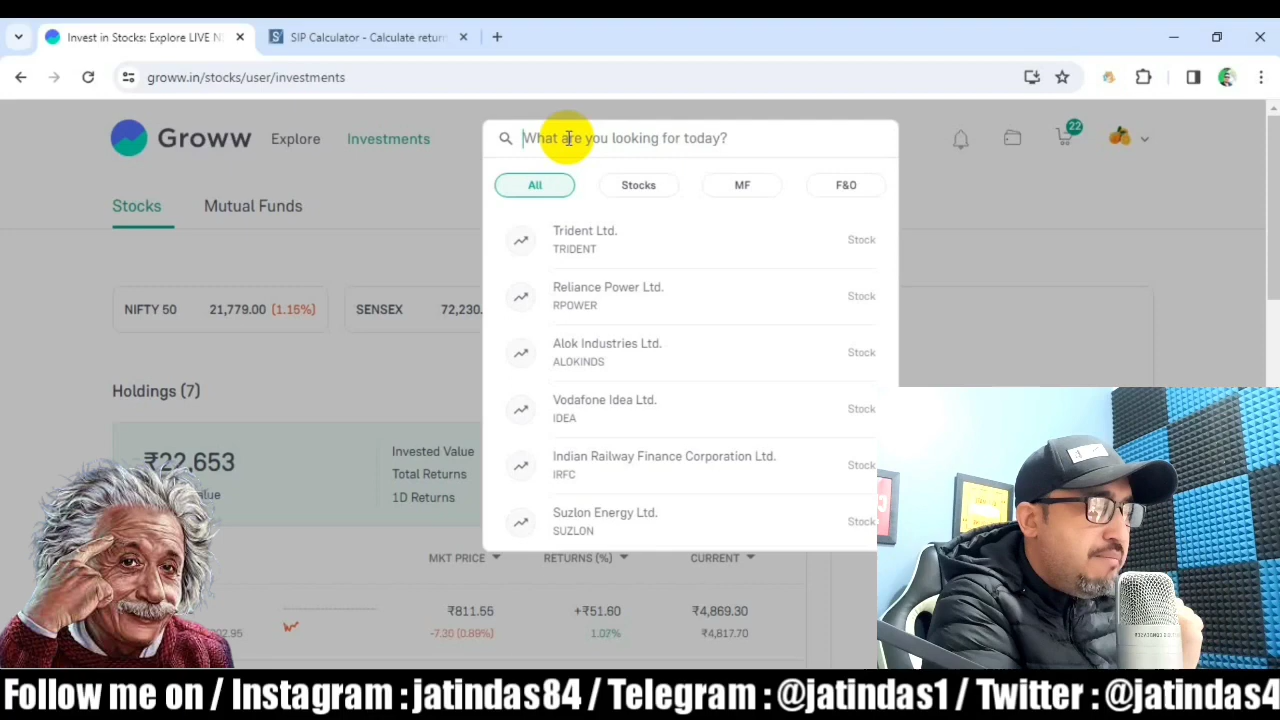 Invest in Stocks: Explore LIVE N
SIP Calculator - Calculate return
groww.in/stocks/user/investments
Groww
Explore
Investments
What are you looking for today?
22
All
Stocks
MF
F&O
Stocks
Mutual Funds
Trident Ltd.
TRIDENT
Stock
Reliance Power Ltd.
RPOWER
Stock
NIFTY 50 21,779.00 (1.15%)
SENSEX 72,230.
Alok Industries Ltd.
ALOKINDS
Stock
Holdings (7)
Vodafone Idea Ltd.
IDEA
Stock
₹22,653
Invested Value
Total Returns
1D Returns
Indian Railway Finance Corporation Ltd.
IRFC
Stock
Suzlon Energy Ltd.
SUZLON
Stock
MKT PRICE
RETURNS (%)
CURRENT
₹811.55
+₹51.60
₹4,869.30
-7.30 (0.89%)
1.07%
₹4,817.70
Follow me on / Instagram : jatindas84 / Telegram : @jatindas1 / Twitter : @jatindas4